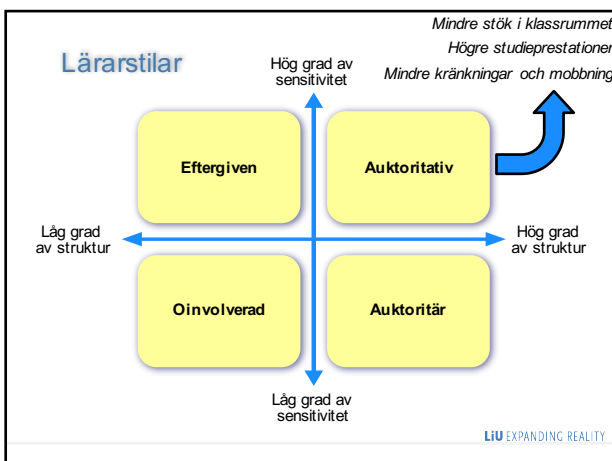 Mindre stök i klassrummet
Högre studieprestationer
Mindre kränkningar och mobbning
Lärarstilar
Hög grad av
sensitivitet
Eftergiven
Auktoritativ
Låg grad
av struktur
Hög grad
av struktur
Oinvolverad
Auktoritär
Låg grad av
sensitivitet
LiU EXPANDING REALITY